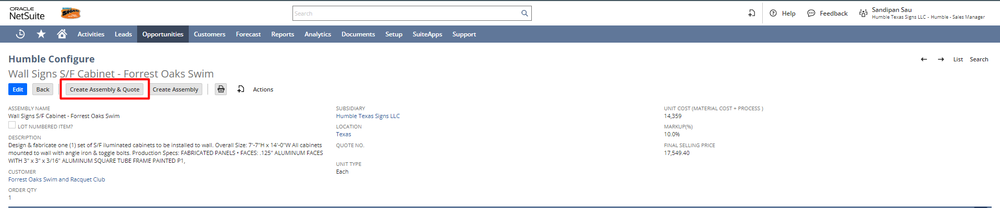 ORACLE
NetSuite
SIGNS
Search
Help
Feedback
Sandipan Sau
Humble Texas Signs LLC - Humble - Sales Manager
Activities Leads Opportunities Customers Forecast Reports Analytics Documents Setup SuiteApps Support
Humble Configure
List Search
Wall Signs S/F Cabinet - Forrest Oaks Swim
Edit Back Create Assembly & Quote Create Assembly Actions
ASSEMBLY NAME
Wall Signs S/F Cabinet - Forrest Oaks Swim
LOT NUMBERED ITEM?
DESCRIPTION
Design & fabricate one (1) set of S/F iluminated cabinets to be installed to wall. Overall Size: 7'-7"H x 14'-0"W All cabinets
mounted to wall with angle iron & toggle bolts. Production Specs: FABRICATED PANELS • FACES: .125" ALUMINUM FACES
WITH 3" x 3" x 3/16" ALUMINUM SQUARE TUBE FRAME PAINTED P1,
CUSTOMER
Forrest Oaks Swim and Racquet Club
ORDER QTY
1
SUBSIDIARY
Humble Texas Signs LLC
LOCATION
Texas
QUOTE NO.
UNIT TYPE
Each
UNIT COST (MATERIAL COST + PROCESS )
14,359
MARKUP(%)
10.0%
FINAL SELLING PRICE
17,549.40